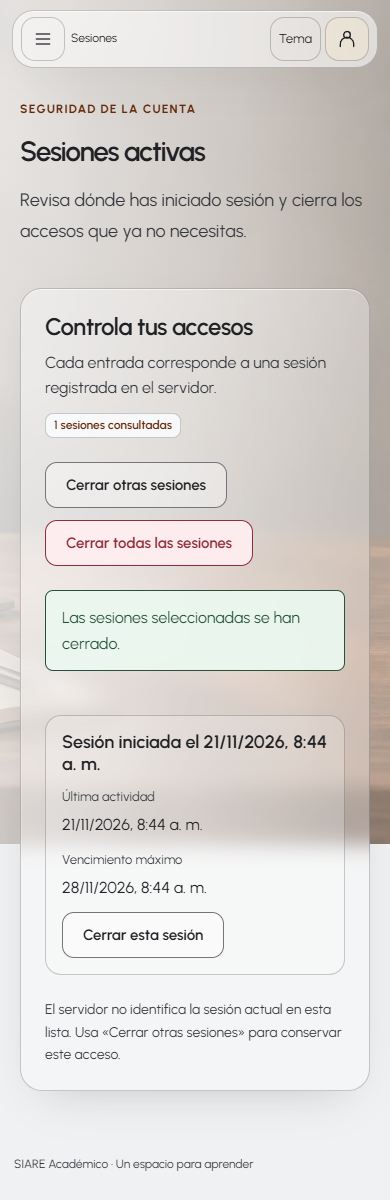 Sesiones
Tema
SEGURIDAD DE LA CUENTA
Sesiones activas
Revisa dónde has iniciado sesión y cierra los
accesos que ya no necesitas.
Controla tus accesos
Cada entrada corresponde a una sesión
registrada en el servidor.
1 sesiones consultadas
Cerrar otras sesiones
Cerrar todas las sesiones
Las sesiones seleccionadas se han
cerrado.
Sesión iniciada el 21/11/2026, 8:44
a. m.
Última actividad
21/11/2026, 8:44 a. m.
Vencimiento máximo
28/11/2026, 8:44 a. m.
Cerrar esta sesión
El servidor no identifica la sesión actual en esta
lista. Usa «Cerrar otras sesiones» para conservar
este acceso.
SIARE Académico · Un espacio para aprender